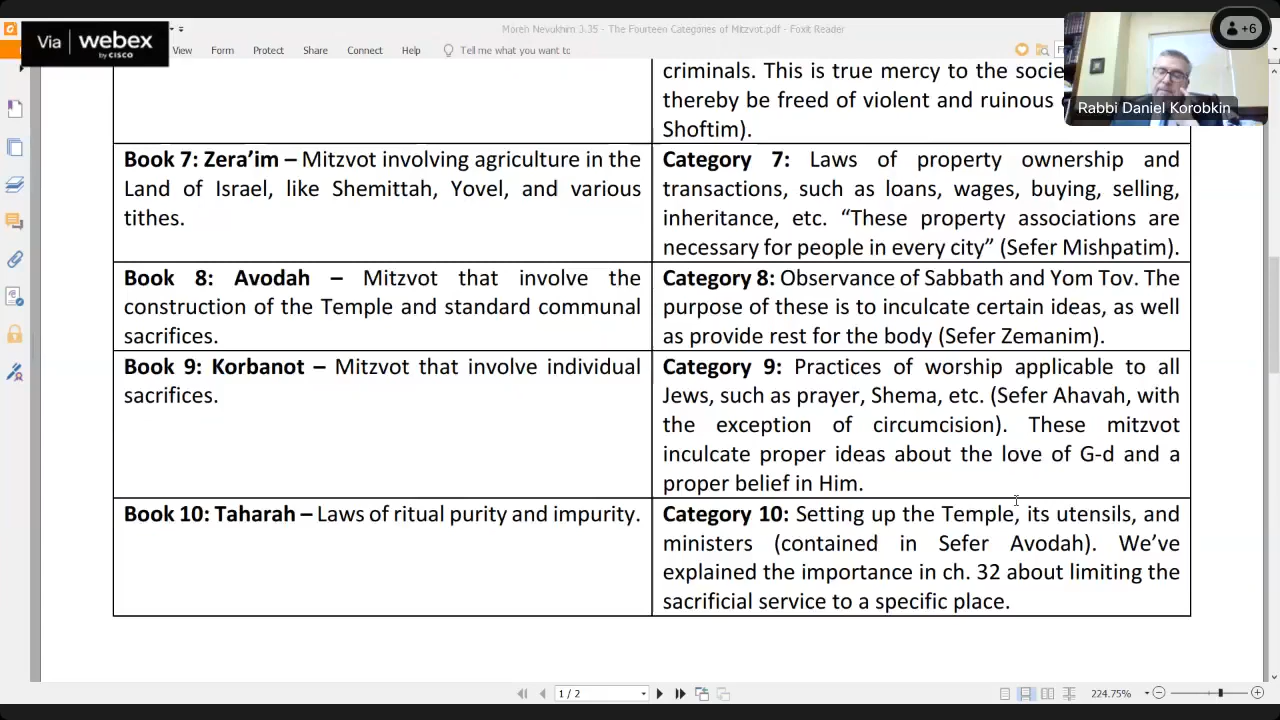 Moreh Nevukhim 3.35 - The Fourteen Categories of Mitzvot.pdf - Foxit Reader
Via | webex
by CISCO
View Form Protect Share Connect Help Tell me what you want tc
+6
Rabbi Daniel Korobkin
criminals. This is true mercy to the socie
thereby be freed of violent and ruinous
Shoftim).
Book 7: Zera’im – Mitzvot involving agriculture in the
Land of Israel, like Shemittah, Yovel, and various
tithes.
Category 7: Laws of property ownership and
transactions, such as loans, wages, buying, selling,
inheritance, etc. “These property associations are
necessary for people in every city” (Sefer Mishpatim).
Book 8: Avodah – Mitzvot that involve the
construction of the Temple and standard communal
sacrifices.
Category 8: Observance of Sabbath and Yom Tov. The
purpose of these is to inculcate certain ideas, as well
as provide rest for the body (Sefer Zemanim).
Book 9: Korbanot – Mitzvot that involve individual
sacrifices.
Category 9: Practices of worship applicable to all
Jews, such as prayer, Shema, etc. (Sefer Ahavah, with
the exception of circumcision). These mitzvot
inculcate proper ideas about the love of G-d and a
proper belief in Him.
Book 10: Taharah – Laws of ritual purity and impurity.
Category 10: Setting up the Temple, its utensils, and
ministers (contained in Sefer Avodah). We’ve
explained the importance in ch. 32 about limiting the
sacrificial service to a specific place.
1 / 2
224.75%